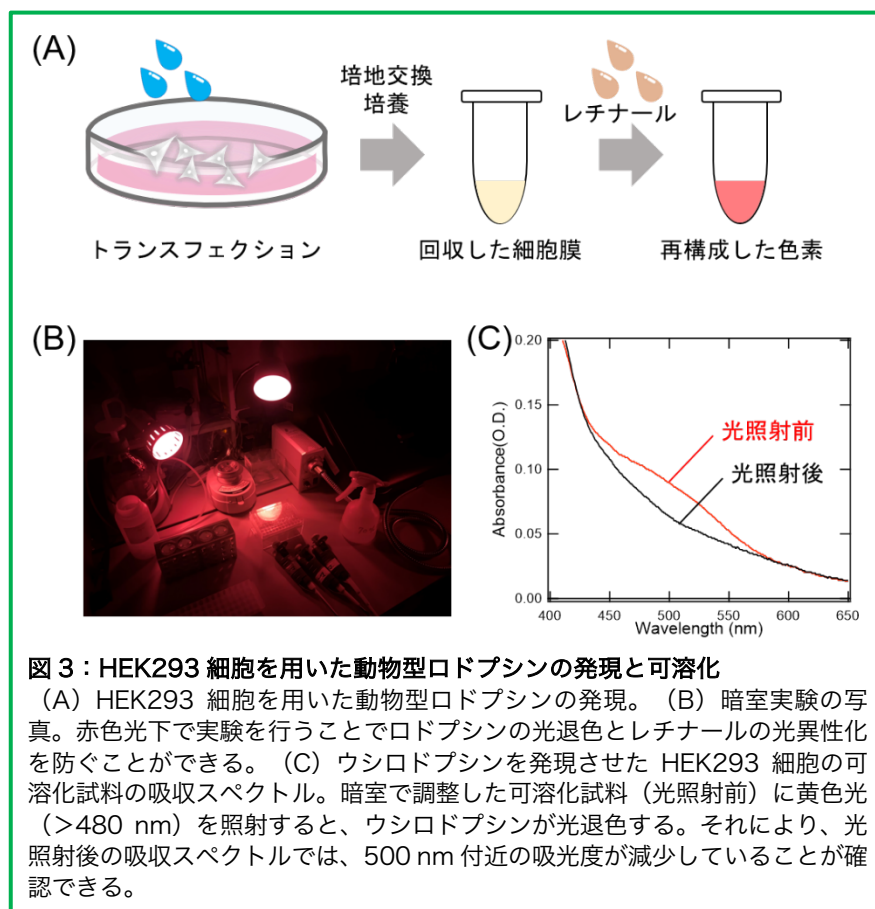 (A)
培地交換
培養
レチナール
トランスフェクション
回収した細胞膜
再構成した色素
(B)
(C)
0.20
0.15
0.10
0.05
0.00
Absorbance(O.D.)
光照射前
光照射後
400
450
500
550
600
650
Wavelength (nm)
図 3：HEK293 細胞を用いた動物型ロドプシンの発現と可溶化
（A）HEK293 細胞を用いた動物型ロドプシンの発現。（B）暗室実験の写
真。赤色光下で実験を行うことでロドプシンの光退色とレチナールの光異性化
を防ぐことができる。（C）ウシロドプシンを発現させた HEK293 細胞の可
溶化試料の吸収スペクトル。暗室で調整した可溶化試料（光照射前）に黄色光
（>480 nm）を照射すると、ウシロドプシンが光退色する。それにより、光
照射後の吸収スペクトルでは、500 nm 付近の吸光度が減少していることが確
認できる。